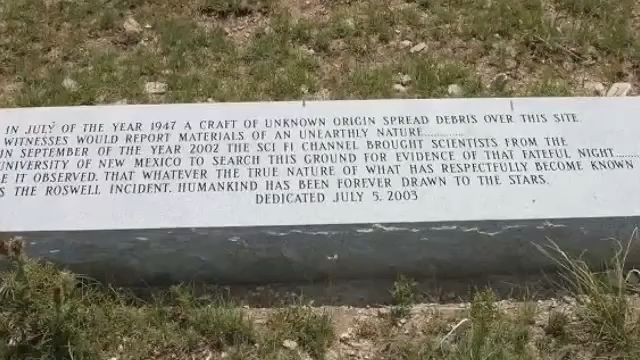 IN JULY OF THE YEAR 1947 A CRAFT OF UNKNOWN ORIGIN SPREAD DEBRIS OVER THIS SITE
WITNESSES WOULD REPORT MATERIALS OF AN UNEARTHLY NATURE............
IN SEPTEMBER OF THE YEAR 2002 THE SCI FI CHANNEL BROUGHT SCIENTISTS FROM THE
UNIVERSITY OF NEW MEXICO TO SEARCH THIS GROUND FOR EVIDENCE OF THAT FATEFUL NIGHT........
E IT OBSERVED, THAT WHATEVER THE TRUE NATURE OF WHAT HAS RESPECTFULLY BECOME KNOWN
S THE ROSWELL INCIDENT, HUMANKIND HAS BEEN FOREVER DRAWN TO THE STARS.
DEDICATED JULY 5, 2003